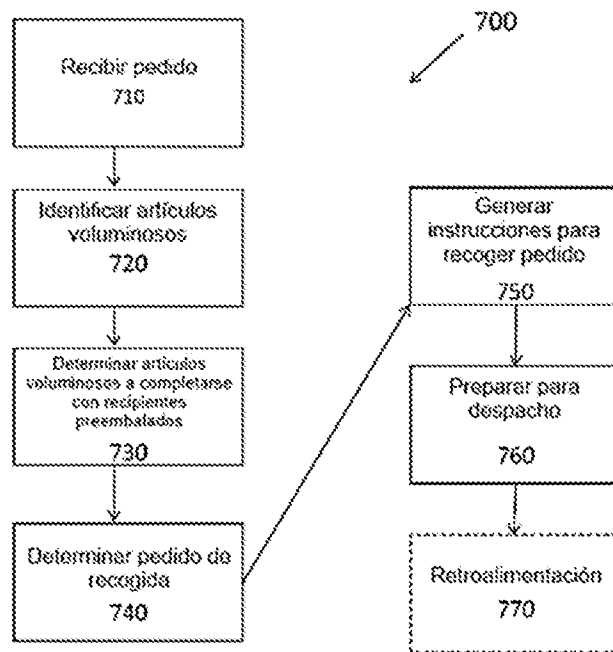 700
Recibir pedido
710
Identificar artículos
voluminosos
720
Determinar artículos
voluminosos a completarse
con recipientes
preembalados
730
Determinar pedido de
recogida
740
Generar
instrucciones para
recoger pedido
750
Preparar para
despacho
760
Retroalimentación
770